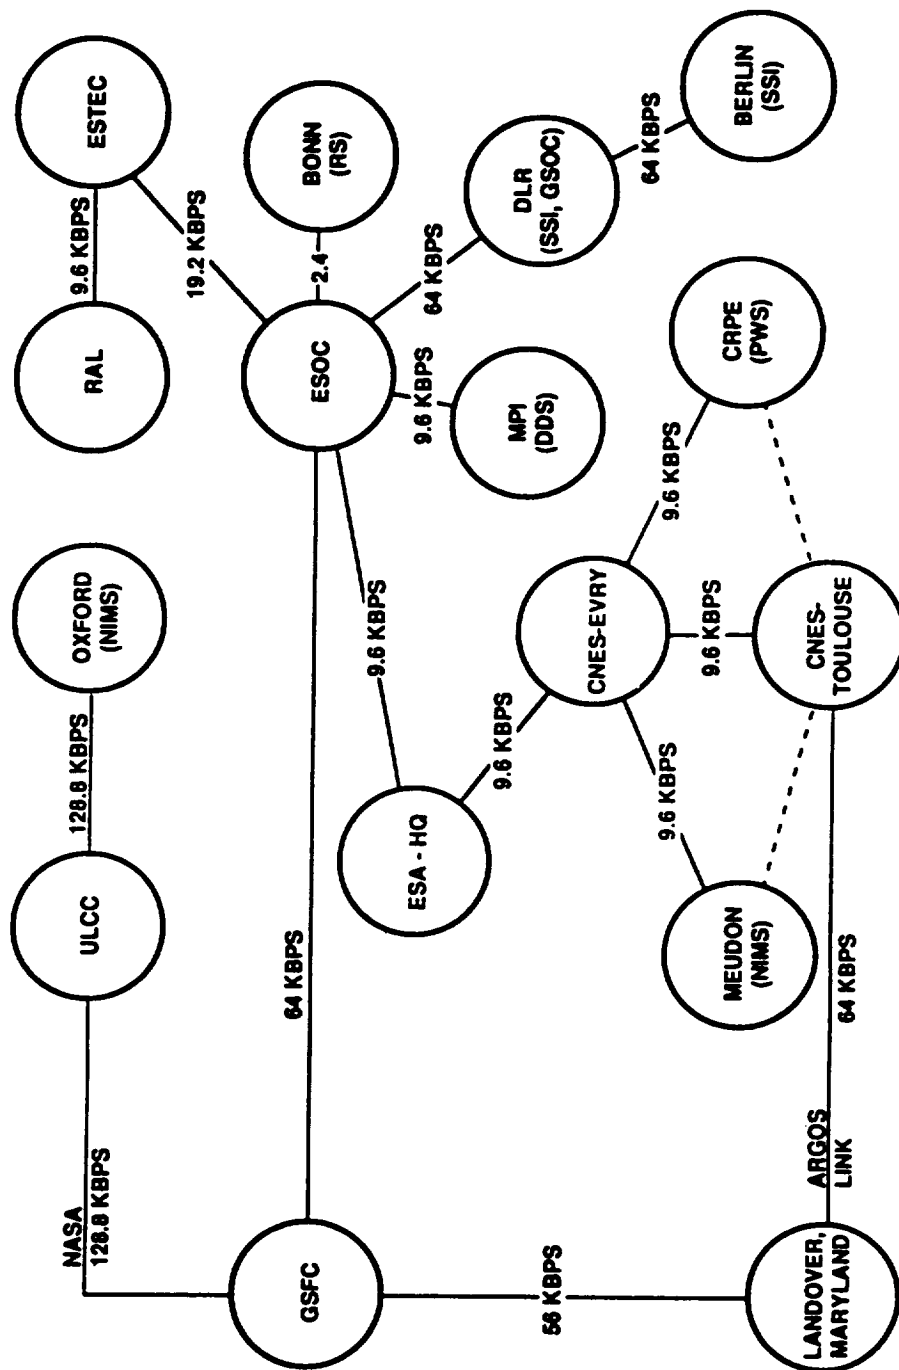 NASA
128.8 KBPS
ULCC
128.8 KBPS
OXFORD
(NIMS)
RAL
9.6 KBPS
ESTEC
19.2 KBPS
GSFC
64 KBPS
ESOC
2.4
BONN
(RS)
9.6 KBPS
ESA - HQ
9.6 KBPS
MPI
(DDS)
64 KBPS
DLR
(SSI, GSOC)
64 KBPS
BERLIN
(SSI)
9.6 KBPS
CNES-EVRY
9.6 KBPS
CRPE
(PWS)
9.6 KBPS
MEUDON
(NIMS)
9.6 KBPS
CNES-
TOULOUSE
56 KBPS
LANDOVER,
MARYLAND
ARGOS
LINK
64 KBPS